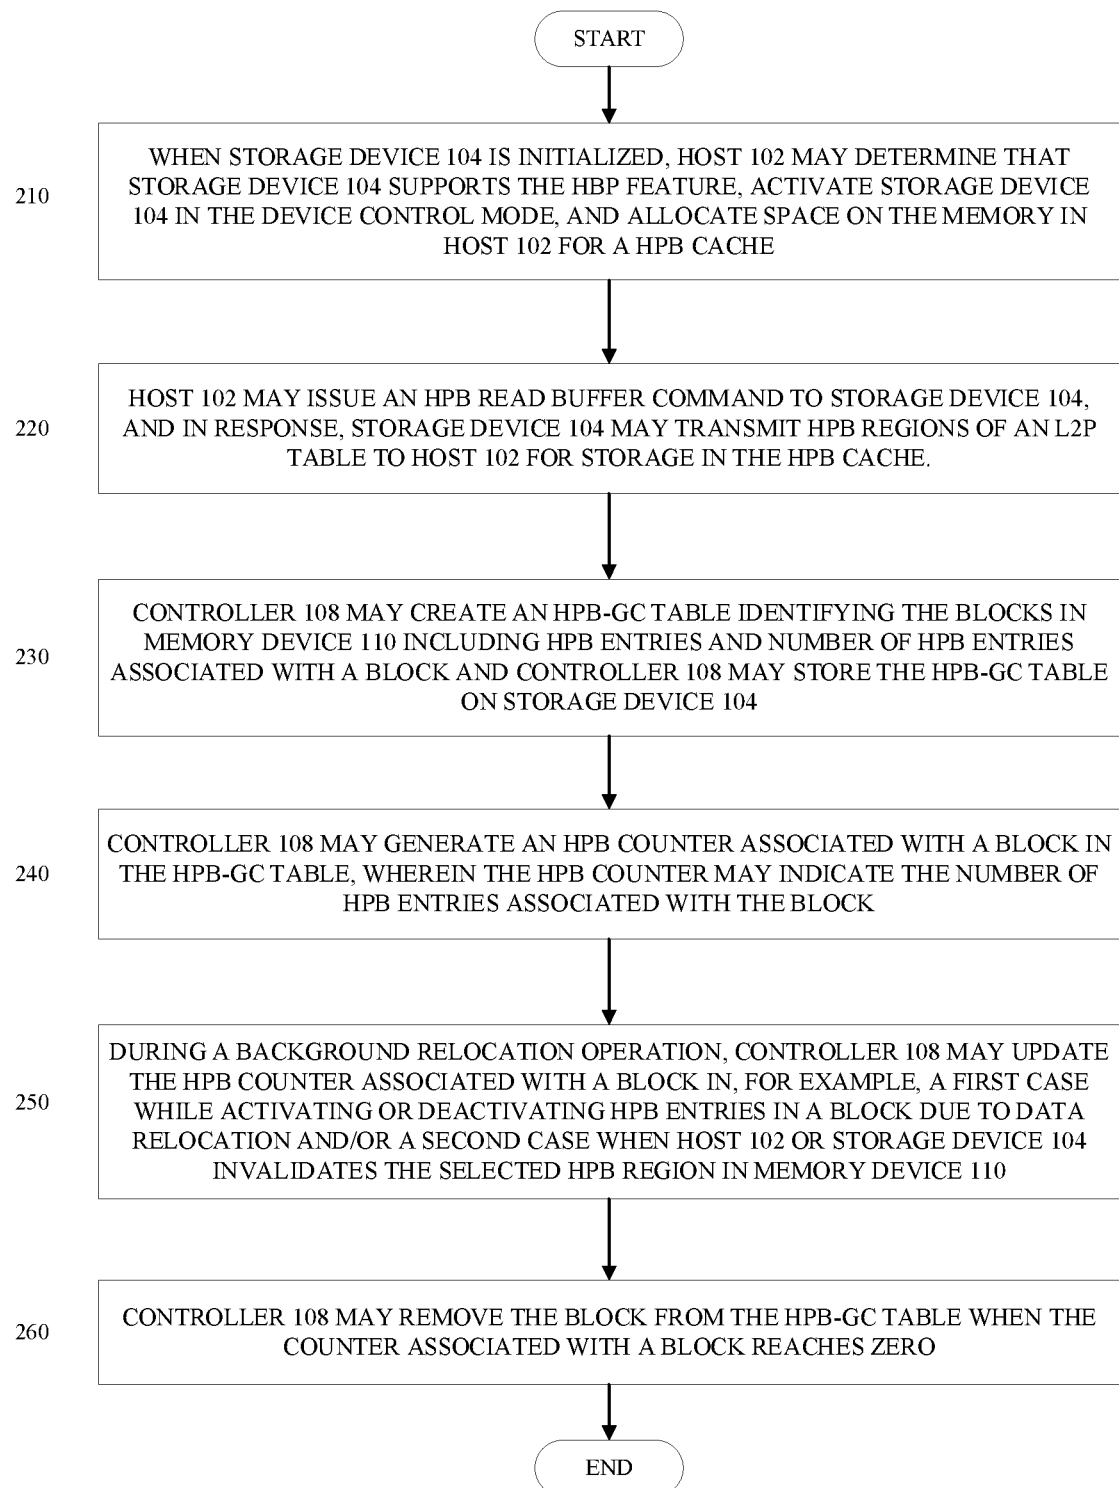 START
210
WHEN STORAGE DEVICE 104 IS INITIALIZED, HOST 102 MAY DETERMINE THAT
STORAGE DEVICE 104 SUPPORTS THE HBP FEATURE, ACTIVATE STORAGE DEVICE
104 IN THE DEVICE CONTROL MODE, AND ALLOCATE SPACE ON THE MEMORY IN
HOST 102 FOR A HPB CACHE
220
HOST 102 MAY ISSUE AN HPB READ BUFFER COMMAND TO STORAGE DEVICE 104,
AND IN RESPONSE, STORAGE DEVICE 104 MAY TRANSMIT HPB REGIONS OF AN L2P
TABLE TO HOST 102 FOR STORAGE IN THE HPB CACHE.
230
CONTROLLER 108 MAY CREATE AN HPB-GC TABLE IDENTIFYING THE BLOCKS IN
MEMORY DEVICE 110 INCLUDING HPB ENTRIES AND NUMBER OF HPB ENTRIES
ASSOCIATED WITH A BLOCK AND CONTROLLER 108 MAY STORE THE HPB-GC TABLE
ON STORAGE DEVICE 104
240
CONTROLLER 108 MAY GENERATE AN HPB COUNTER ASSOCIATED WITH A BLOCK IN
THE HPB-GC TABLE, WHEREIN THE HPB COUNTER MAY INDICATE THE NUMBER OF
HPB ENTRIES ASSOCIATED WITH THE BLOCK
250
DURING A BACKGROUND RELOCATION OPERATION, CONTROLLER 108 MAY UPDATE
THE HPB COUNTER ASSOCIATED WITH A BLOCK IN, FOR EXAMPLE, A FIRST CASE
WHILE ACTIVATING OR DEACTIVATING HPB ENTRIES IN A BLOCK DUE TO DATA
RELOCATION AND/OR A SECOND CASE WHEN HOST 102 OR STORAGE DEVICE 104
INVALIDATES THE SELECTED HPB REGION IN MEMORY DEVICE 110
260
CONTROLLER 108 MAY REMOVE THE BLOCK FROM THE HPB-GC TABLE WHEN THE
COUNTER ASSOCIATED WITH A BLOCK REACHES ZERO
END